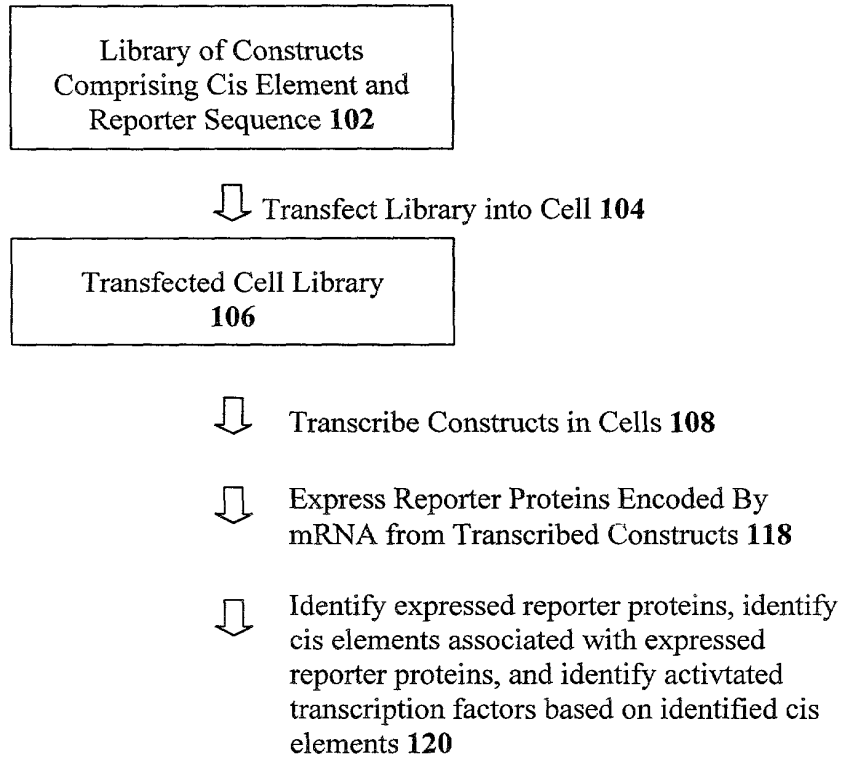 Library of Constructs
Comprising Cis Element and
Reporter Sequence 102
Transfect Library into Cell 104
Transfected Cell Library
106
Transcribe Constructs in Cells 108
Express Reporter Proteins Encoded By
mRNA from Transcribed Constructs 118
Identify expressed reporter proteins, identify
cis elements associated with expressed
reporter proteins, and identify activtated
transcription factors based on identified cis
elements 120